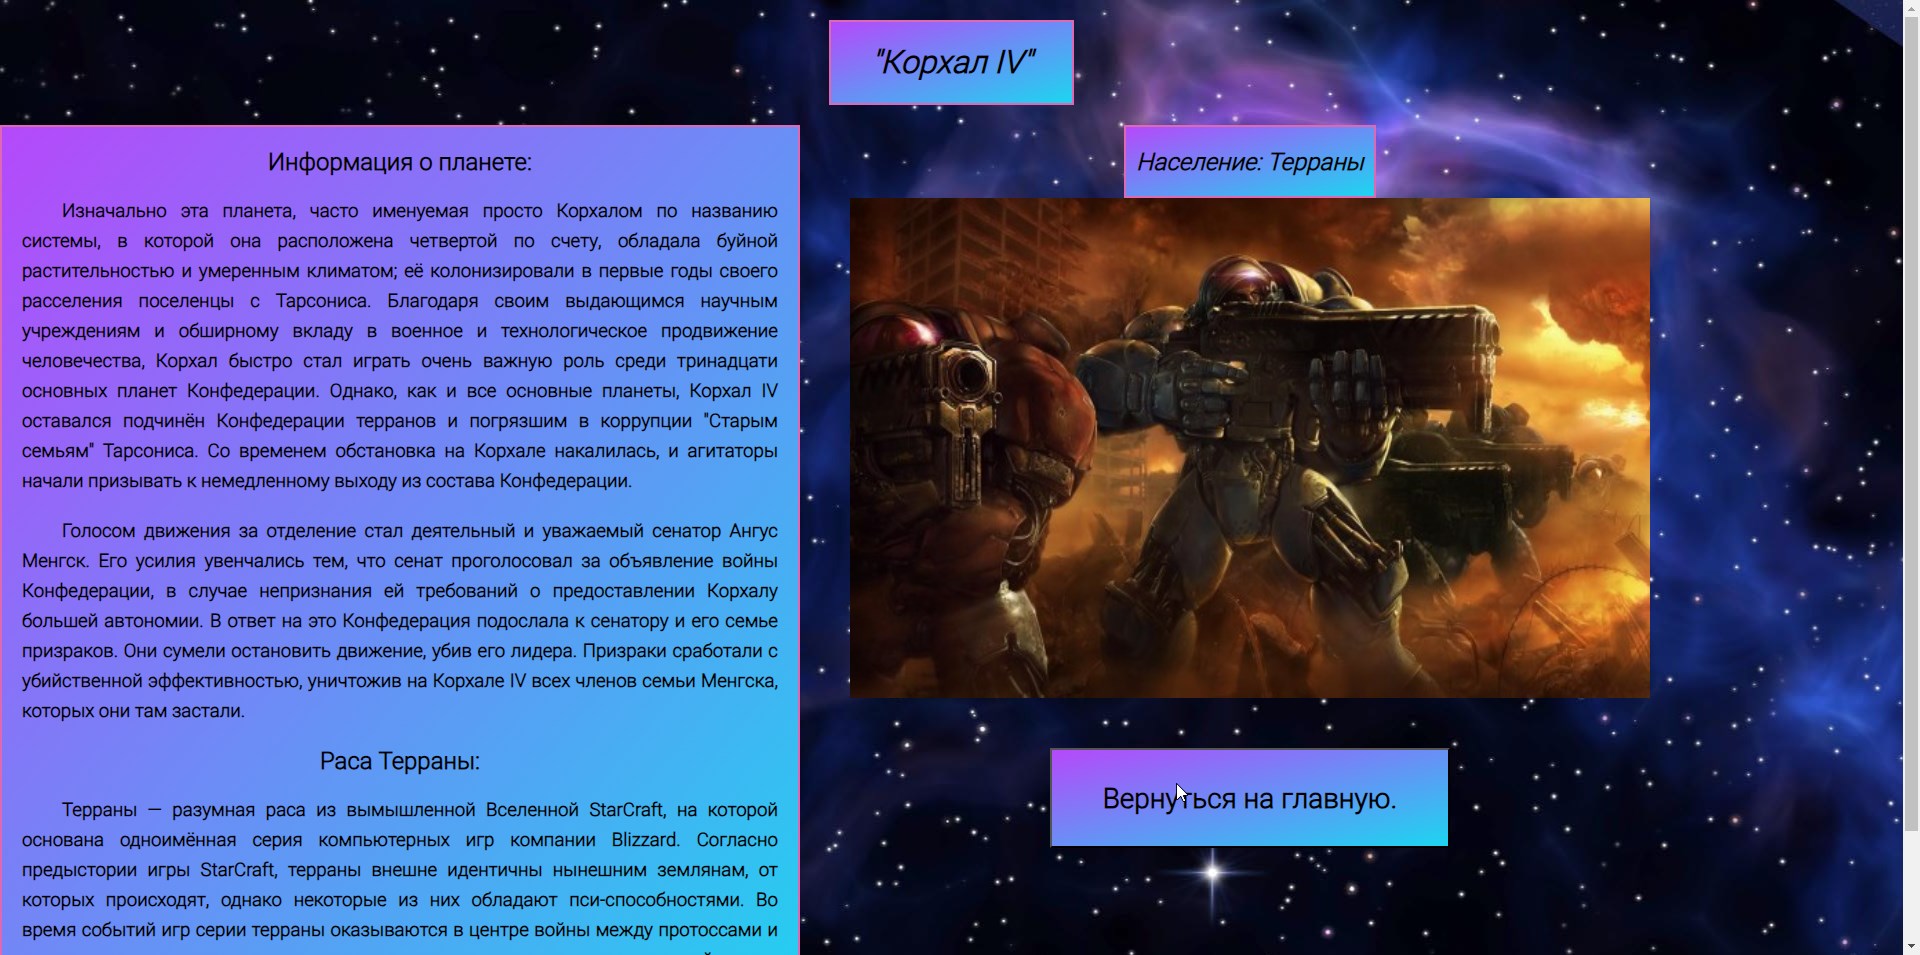 "Корхал IV"
Информация о планете:
Изначально эта планета, часто именуемая просто Корхалом по названию
системы, в которой она расположена четвертой по счету, обладала буйной
растительностью и умеренным климатом; её колонизировали в первые годы своего
расселения поселенцы с Тарсониса. Благодаря своим выдающимся научным
учреждениям и обширному вкладу в военное и технологическое продвижение
человечества, Корхал быстро стал играть очень важную роль среди тринадцати
основных планет Конфедерации. Однако, как и все основные планеты, Корхал IV
оставался подчинён Конфедерации терранов и погрязшим в коррупции "Старым
семьям" Тарсониса. Со временем обстановка на Корхале накалилась, и агитаторы
начали призывать к немедленному выходу из состава Конфедерации.
Голосом движения за отделение стал деятельный и уважаемый сенатор Ангус
Менгск. Его усилия увенчались тем, что сенат проголосовал за объявление войны
Конфедерации, в случае непризнания ей требований о предоставлении Корхалу
большей автономии. В ответ на это Конфедерация подослала к сенатору и его семье
призраков. Они сумели остановить движение, убив его лидера. Призраки сработали с
убийственной эффективностью, уничтожив на Корхале IV всех членов семьи Менгска,
которых они там застали.
Раса Терраны:
Терраны — разумная раса из вымышленной Вселенной StarCraft, на которой
основана одноимённая серия компьютерных игр компании Blizzard. Согласно
предыстории игры StarCraft, терраны внешне идентичны нынешним землянам, от
которых происходят, однако некоторые из них обладают пси-способностями. Во
время событий игр серии терраны оказываются в центре войны между протоссами и
Население: Терраны
Вернуться на главную.